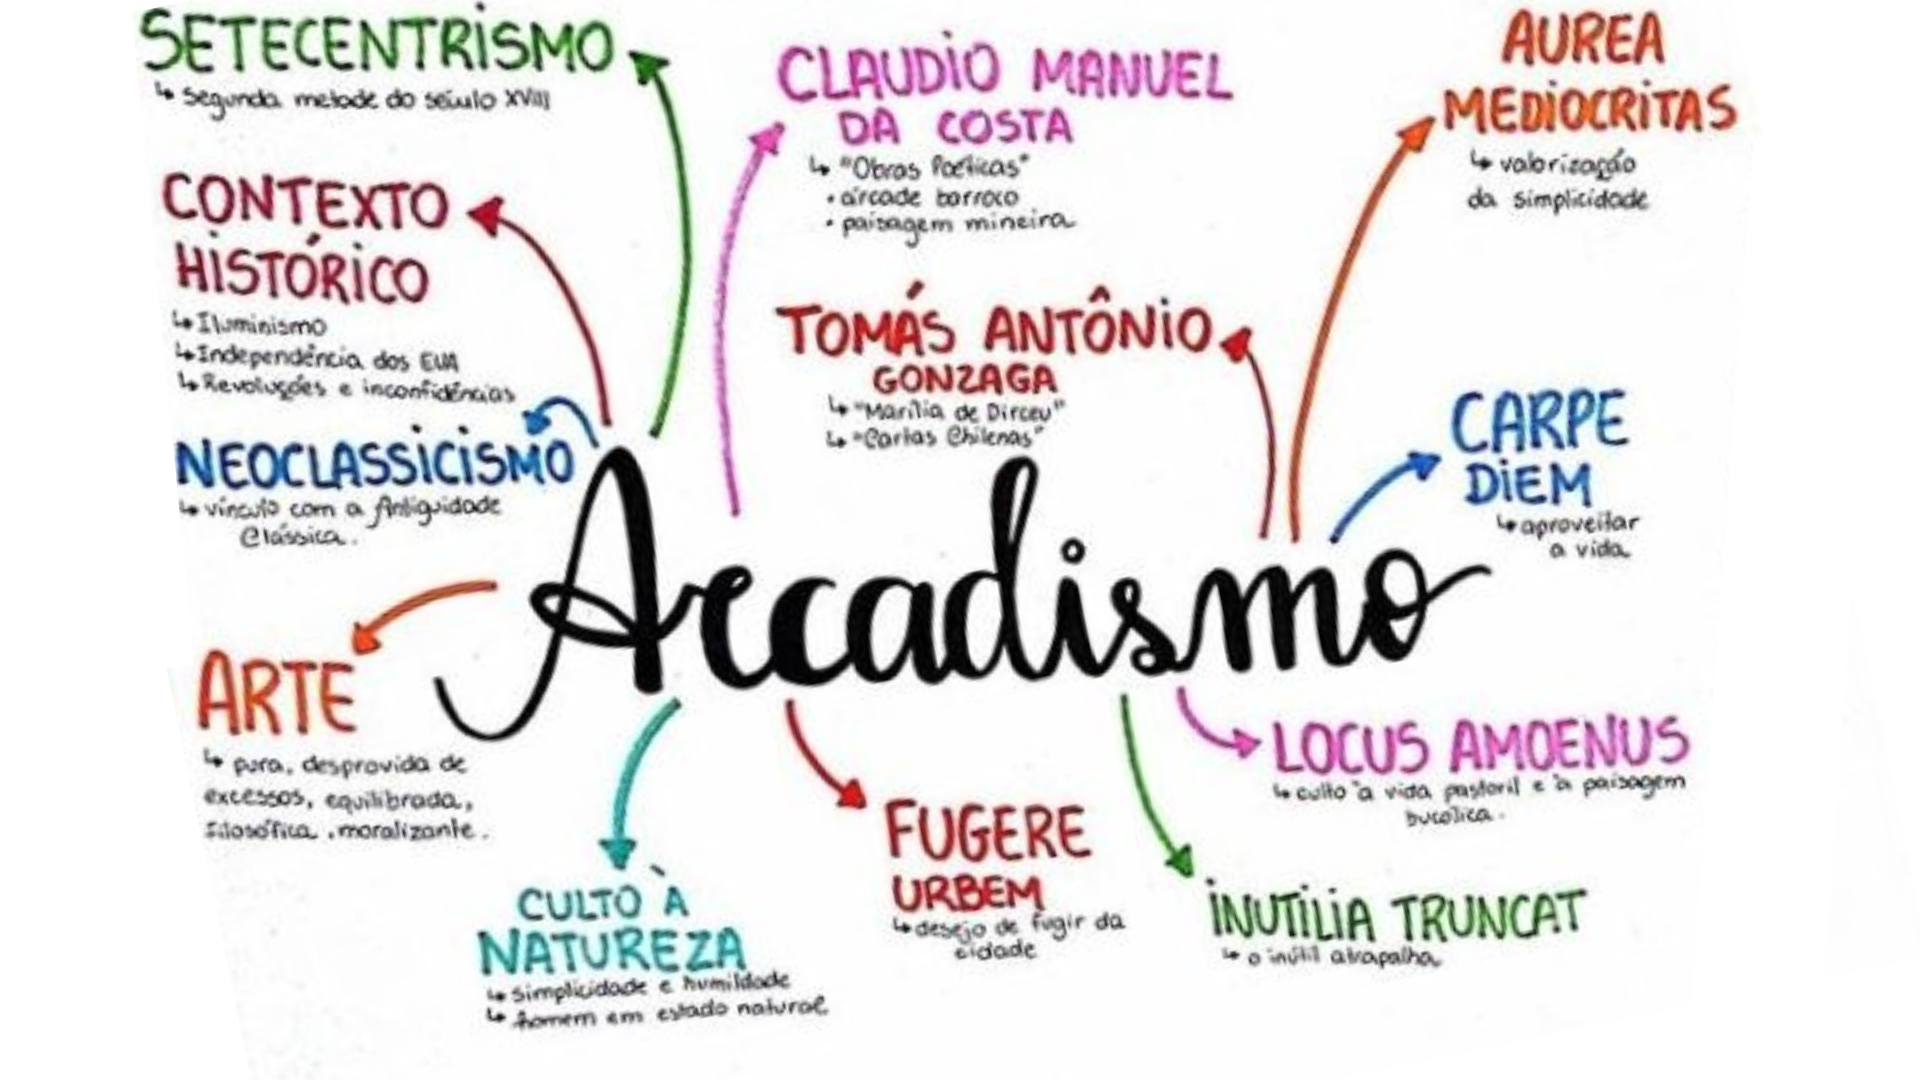 SETECENTRISMO
↳ Segunda metade do século XVIII
CONTEXTO
HISTÓRICO
↳ Iluminismo
↳ Independência dos EUA
↳ Revoluções e inconfidências
NEOCLASSICISMO
↳ vínculo com a Antiguidade
Clássica.
ARTE
↳ pura, desprovida de
excessos, equilibrada,
filosófica, moralizante.
CLAUDIO MANUEL
DA COSTA
↳ "Obras Poéticas"
• árcade barroco
• paisagem mineira
TOMÁS ANTÔNIO
GONZAGA
↳ "Marília de Dirceu"
↳ "Cartas Chilenas"
AUREA
MEDIOCRITAS
↳ valorização
da simplicidade
CARPE
DIEM
↳ aproveitar
a vida
Arcadismo
CULTO À
NATUREZA
↳ simplicidade e humildade
↳ homem em estado natural
FUGERE
URBEM
↳ desejo de fugir da
cidade
LOCUS AMOENUS
↳ culto à vida pastoril e à paisagem
bucólica.
INUTILIA TRUNCAT
↳ o inútil atrapalha